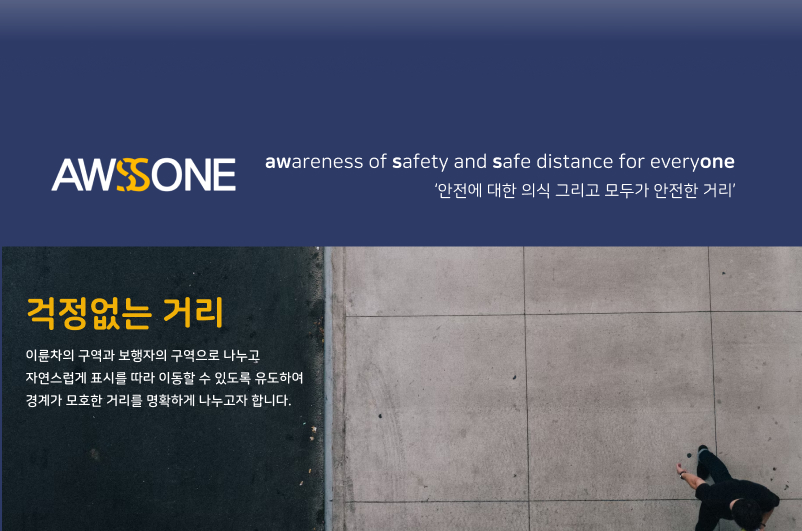 AWSSONE
awareness of safety and safe distance for everyone
‘안전에 대한 의식 그리고 모두가 안전한 거리’
걱정없는 거리
이륜차의 구역과 보행자의 구역으로 나누고
자연스럽게 표시를 따라 이동할 수 있도록 유도하여
경계가 모호한 거리를 명확하게 나누고자 합니다.